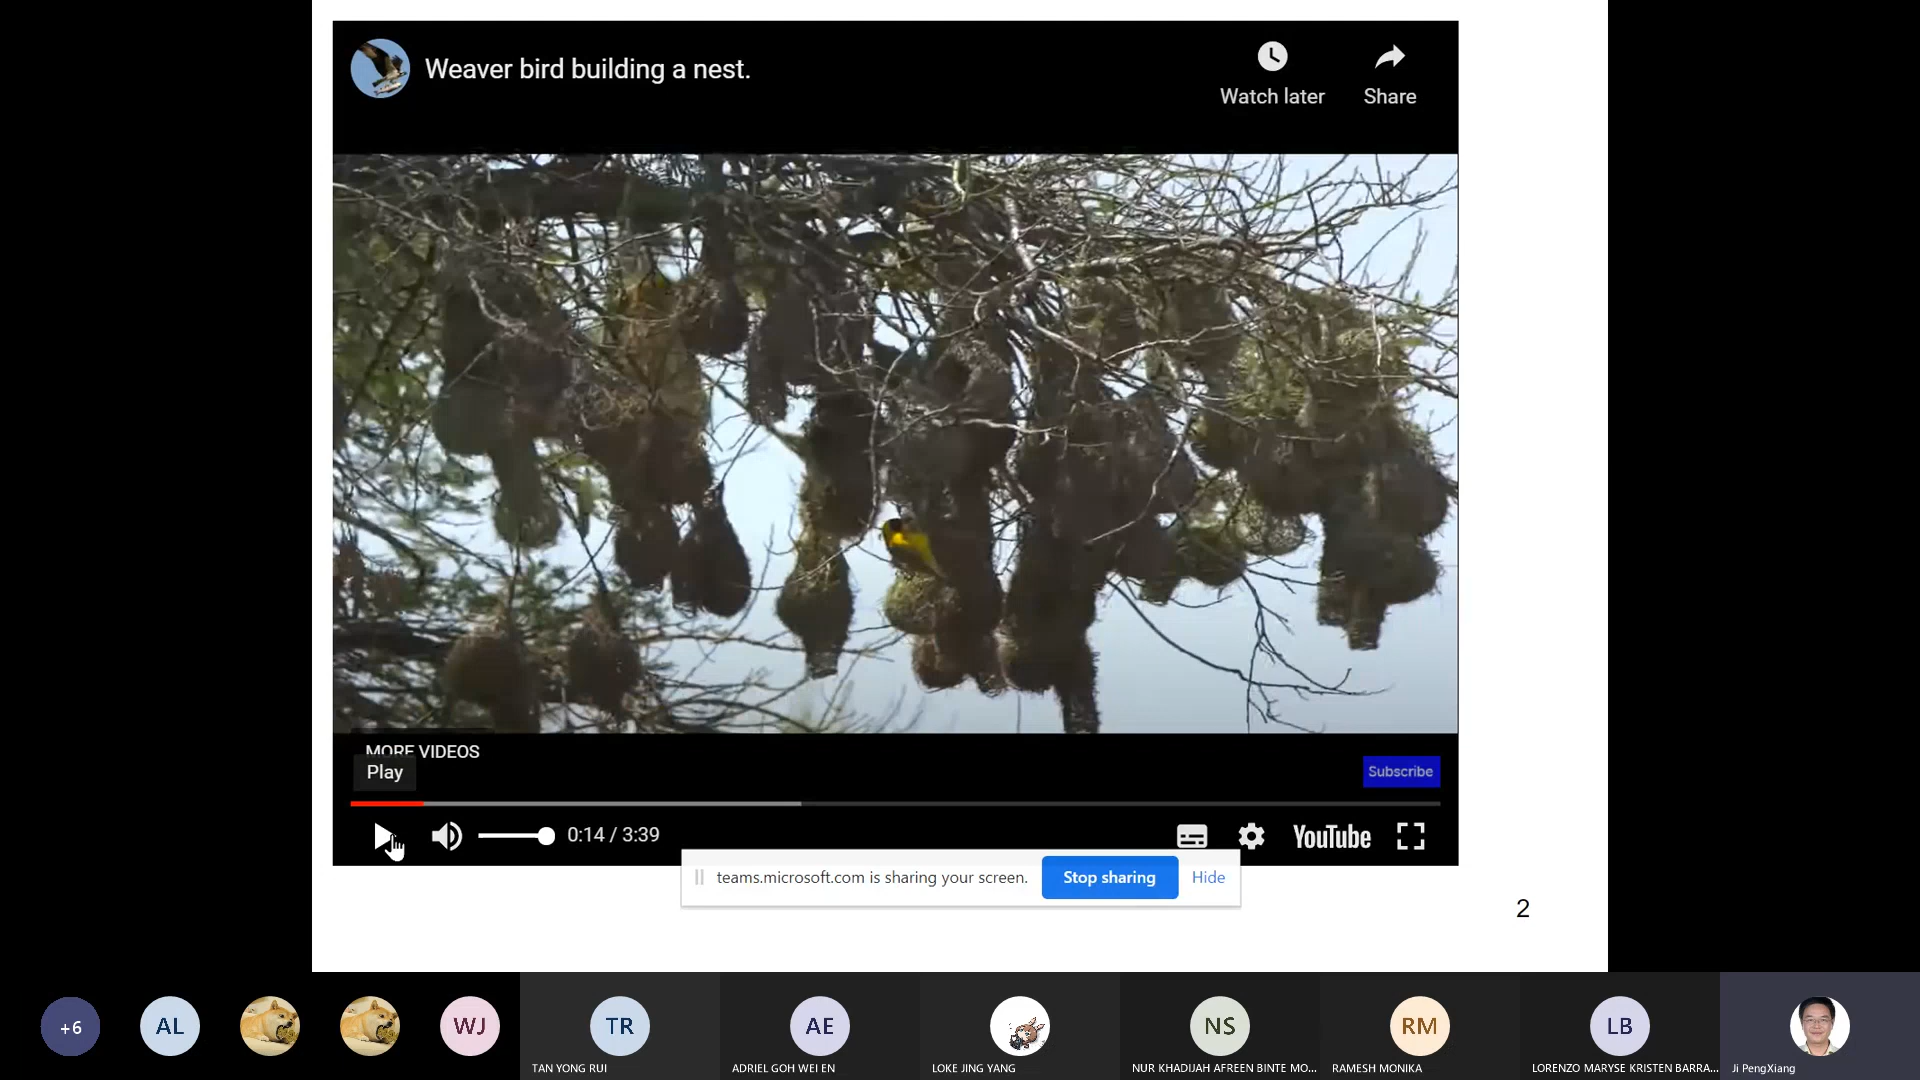 Weaver bird building a nest.
Watch later
Share
MORE VIDEOS
Play
Subscribe
0:14 / 3:39
YouTube
teams.microsoft.com is sharing your screen.
Stop sharing
Hide
2
+6
AL
WJ
TR
AE
NS
RM
LB
TAN YONG RUI
ADRIEL GOH WEI EN
LOKE JING YANG
NUR KHADIJAH AFREEN BINTE MO...
RAMESH MONIKA
LORENZO MARYSE KRISTEN BARRA...
Ji PengXiang